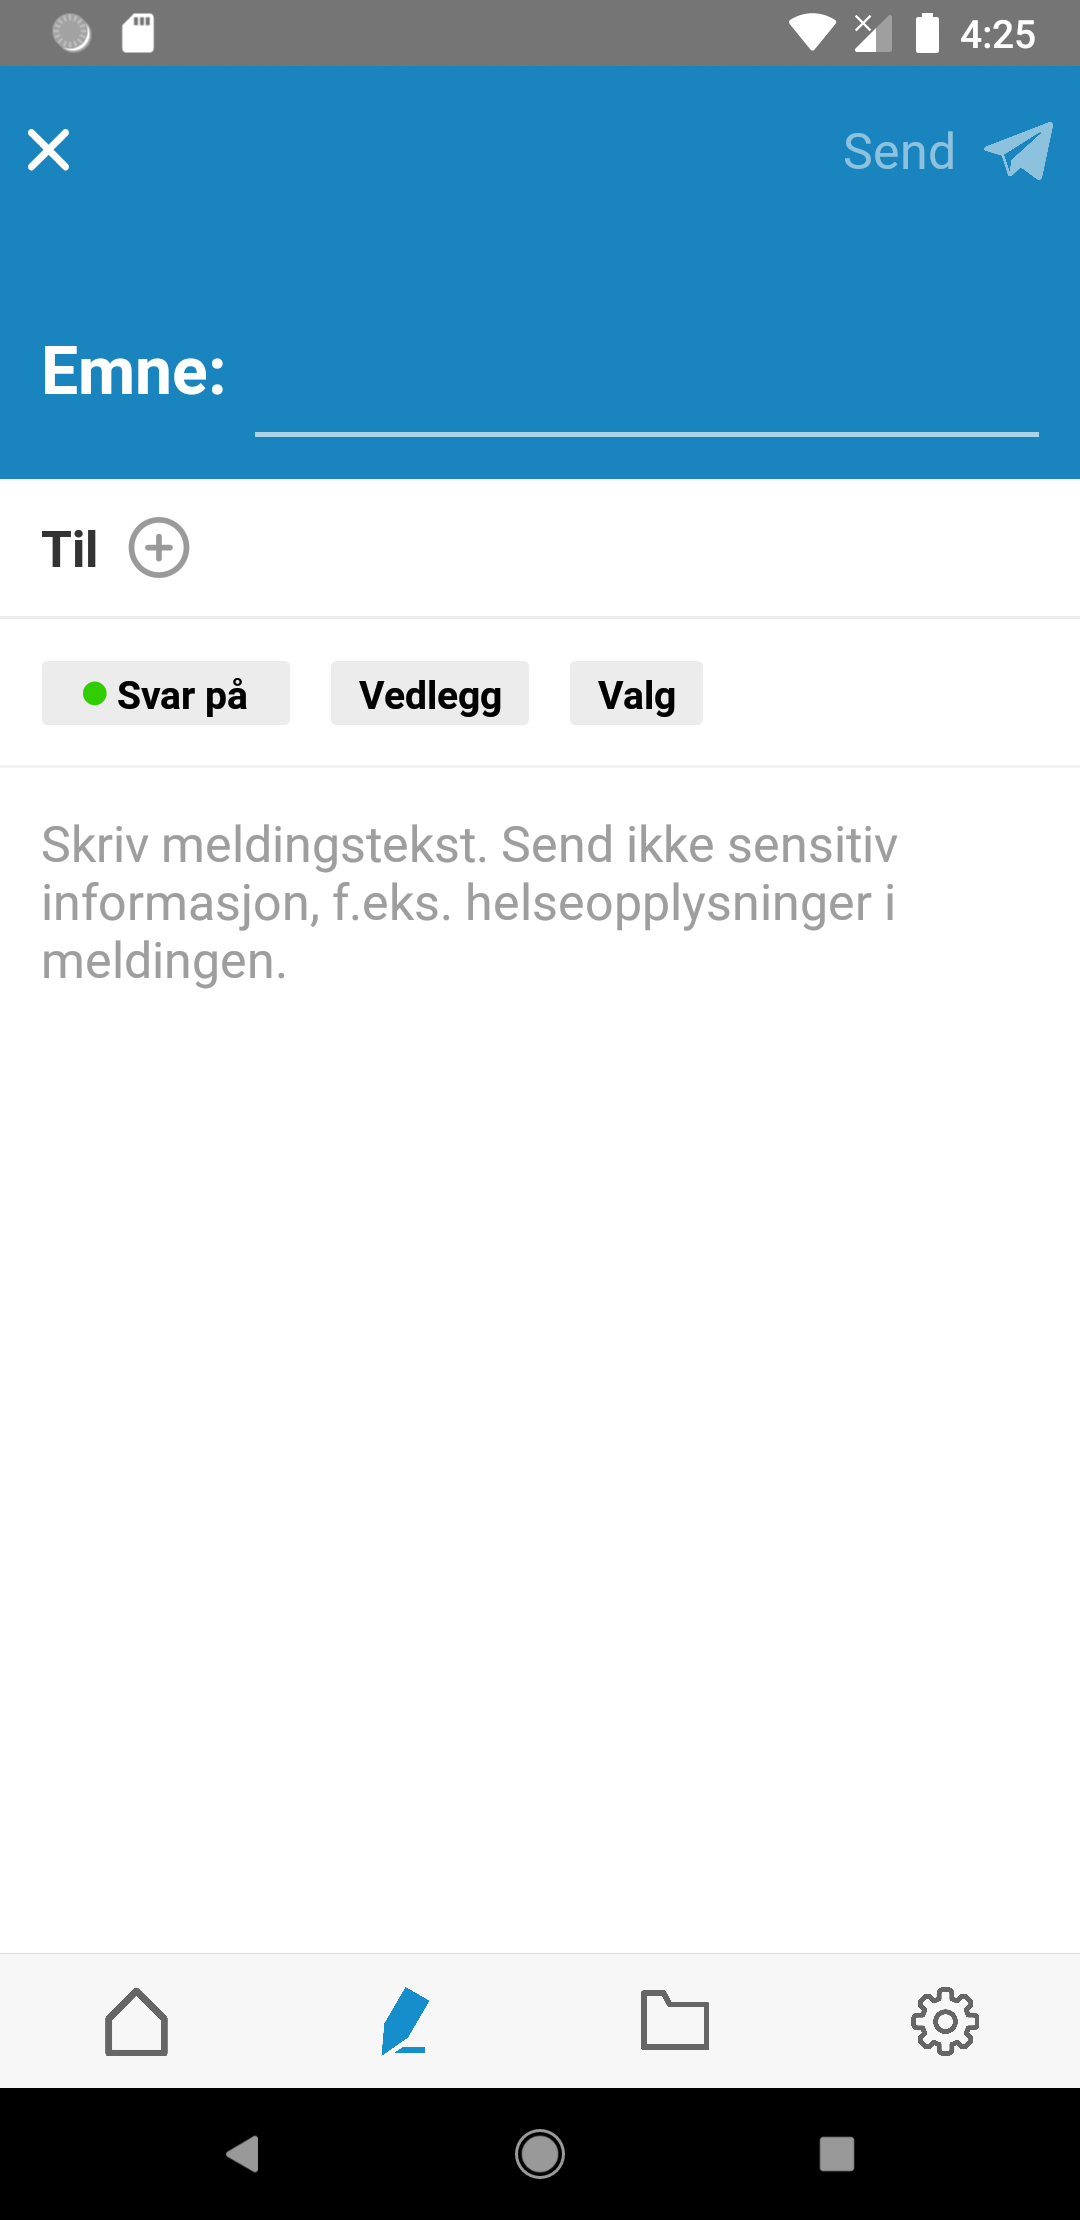 4:25
Send
Emne:
Til
Svar på
Vedlegg
Valg
Skriv meldingstekst. Send ikke sensitiv
informasjon, f.eks. helseopplysninger i
meldingen.